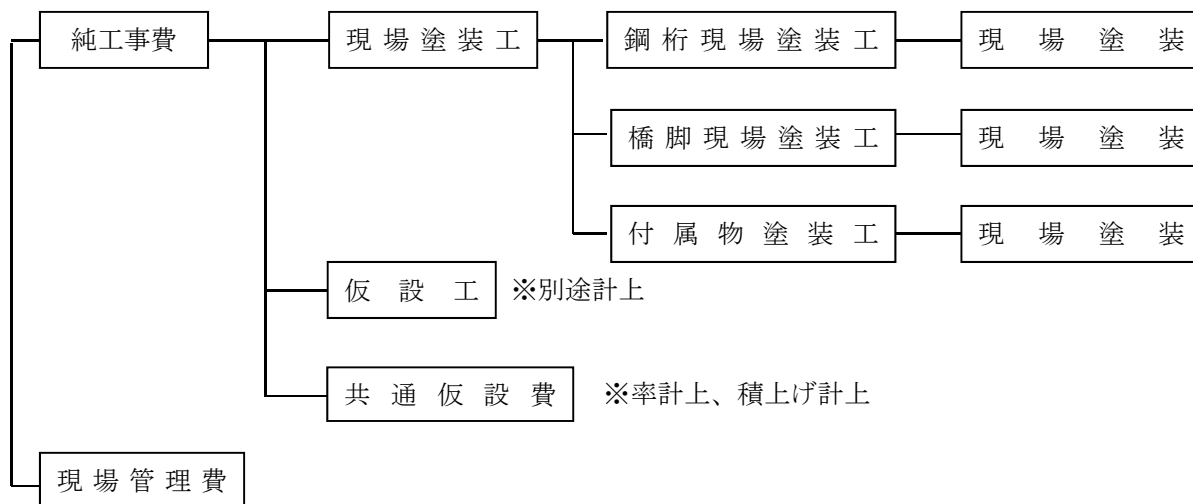 純工事費 現場塗装工 鋼桁現場塗装工 現場塗装
橋脚現場塗装工 現場塗装
付属物塗装工 現場塗装
仮設工 ※別途計上
共通仮設費 ※率計上、積上げ計上
現場管理費